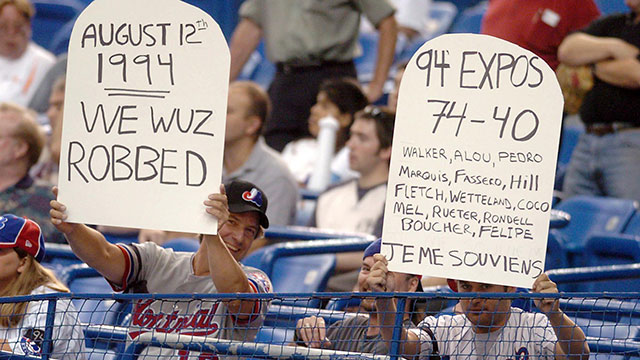 AUGUST 12th
1994
WE WUZ
ROBBED
94' EXPOS
74-40
WALKER, ALOU, PEDRO
MARQUIS, FASSERO, HILL
FLETCH, WETTELAND, COCO
MEL, RUETER, RONDELL
BOUCHER, FELIPE
JE ME SOUVIENS
Montreal